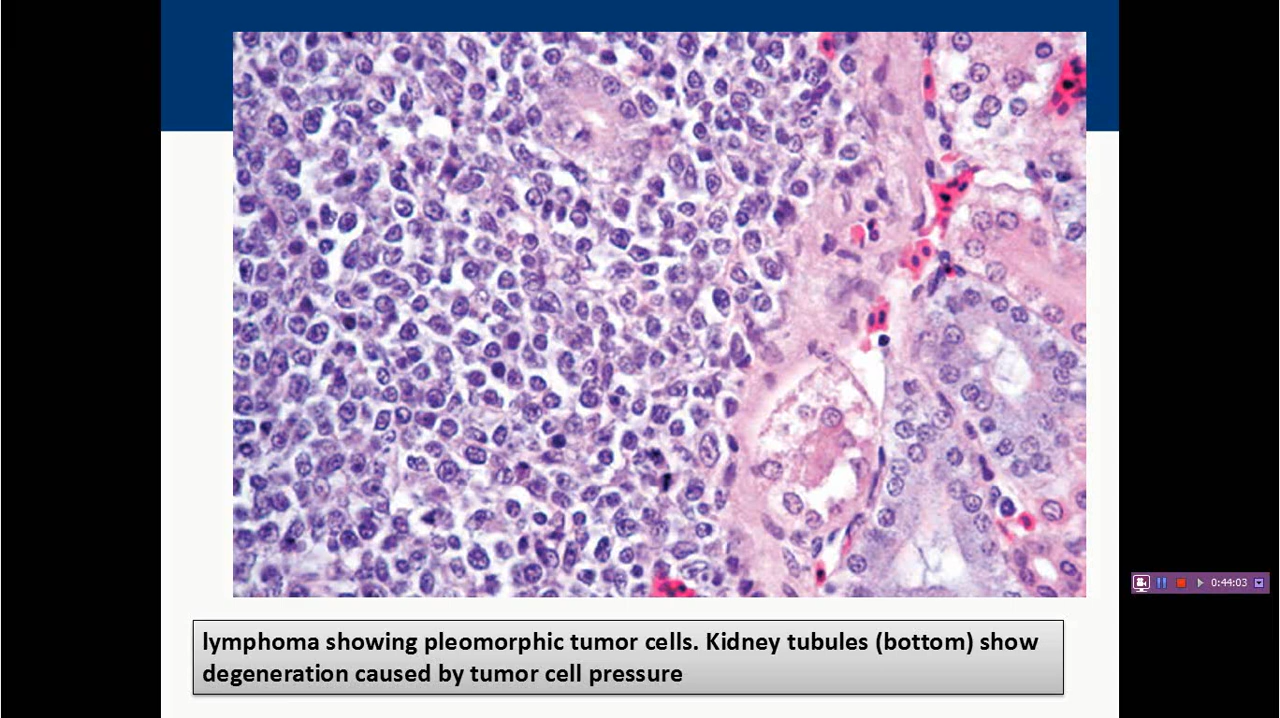 lymphoma showing pleomorphic tumor cells. Kidney tubules (bottom) show
degeneration caused by tumor cell pressure
0:44:03